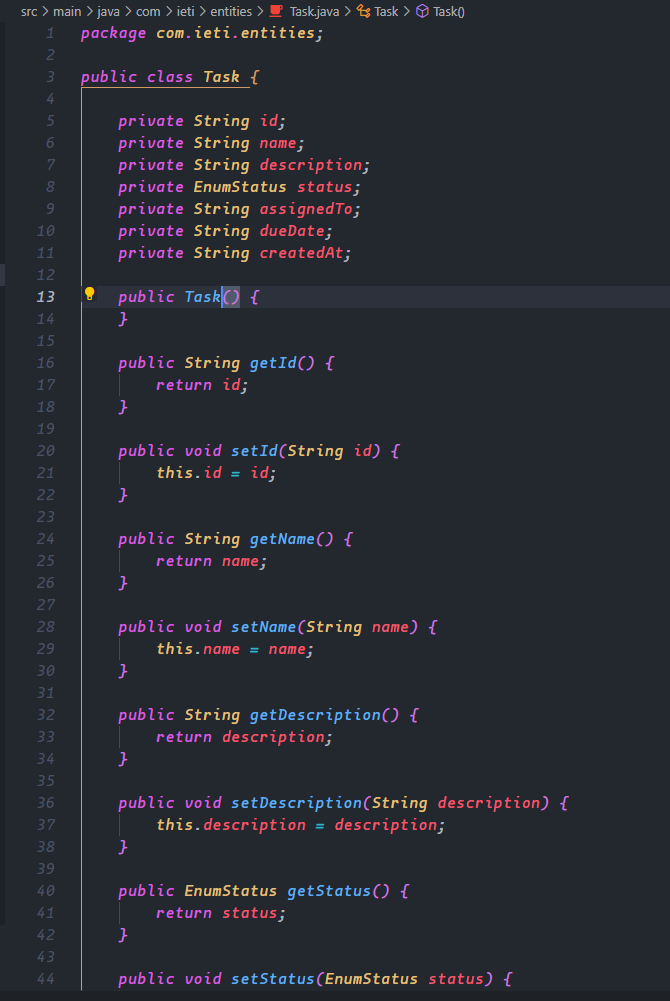 src > main > java > com > ieti > entities > Task.java > Task > Task()
1 package com.ieti.entities;
2
3 public class Task {
4
5     private String id;
6     private String name;
7     private String description;
8     private EnumStatus status;
9     private String assignedTo;
10     private String dueDate;
11     private String createdAt;
12
13     public Task() {
14     }
15
16     public String getId() {
17         return id;
18     }
19
20     public void setId(String id) {
21         this.id = id;
22     }
23
24     public String getName() {
25         return name;
26     }
27
28     public void setName(String name) {
29         this.name = name;
30     }
31
32     public String getDescription() {
33         return description;
34     }
35
36     public void setDescription(String description) {
37         this.description = description;
38     }
39
40     public EnumStatus getStatus() {
41         return status;
42     }
43
44     public void setStatus(EnumStatus status) {